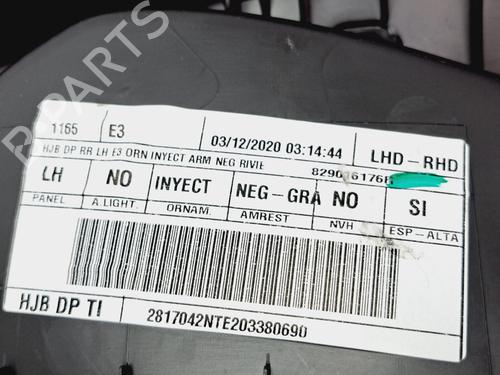 B PARTS
1165 E3 03/12/2020 03:14:44 LHD-RHD
HJB DP RR LH E3 ORN INYECT ARM NEG RIVIE
LH NO INYECT NEG-GRA NO SI
PANEL A.LIGHT. ORNAM. AMREST NVH ESP-ALTA
HJB DP TI 2817042NTE203380690